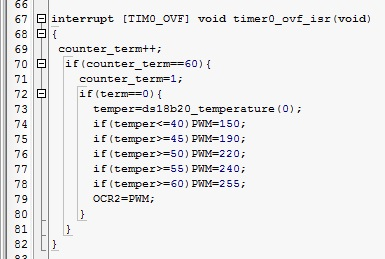 66
67 interrupt [TIM0_OVF] void timer0_ovf_isr(void)
68 {
69 counter_term++;
70 if(counter_term==60){
71 counter_term=1;
72 if(term==0){
73 temper=ds18b20_temperature(0);
74 if(temper<=40)PWM=150;
75 if(temper>=45)PWM=190;
76 if(temper>=50)PWM=220;
77 if(temper>=55)PWM=240;
78 if(temper>=60)PWM=255;
79 OCR2=PWM;
80 }
81 }
82 }
83